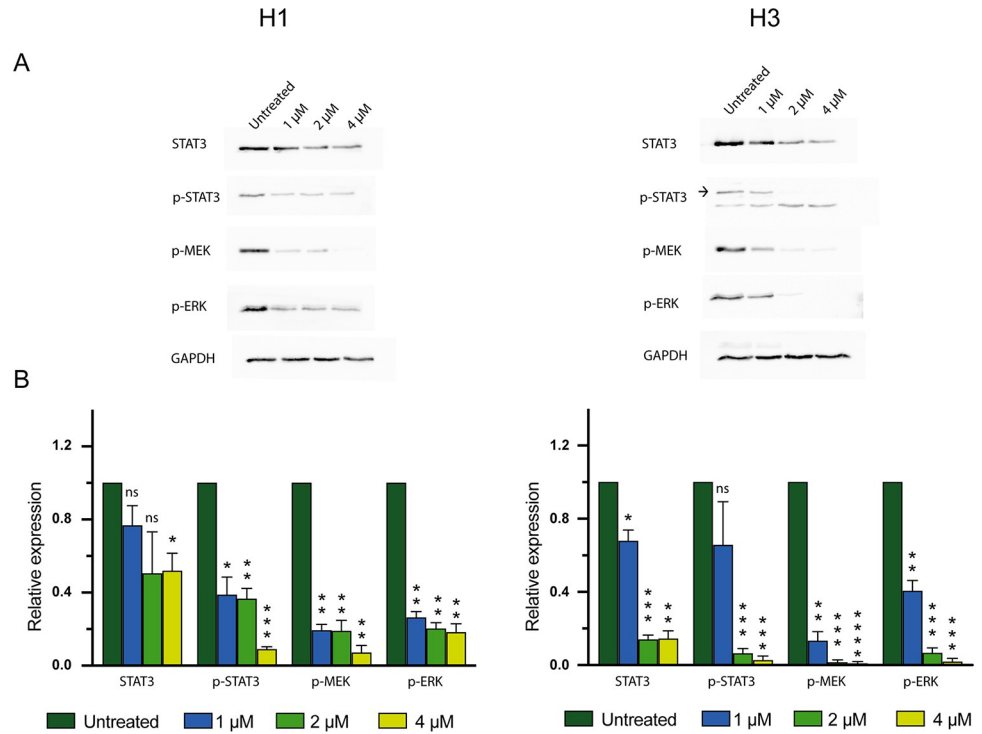 H1 H3
A
Untreated 1 µM 2 µM 4 µM Untreated 1 µM 2 µM 4 µM
STAT3 STAT3
p-STAT3 → p-STAT3
p-MEK p-MEK
p-ERK p-ERK
GAPDH GAPDH
B
Relative expression
1.2
0.8
0.4
0.0
ns ns *
* ** ***
** ** **
** ** **
STAT3 p-STAT3 p-MEK p-ERK
Untreated 1 µM 2 µM 4 µM
Relative expression
1.2
0.8
0.4
0.0
* *** **
ns *** ***
** *** ****
** *** ***
STAT3 p-STAT3 p-MEK p-ERK
Untreated 1 µM 2 µM 4 µM